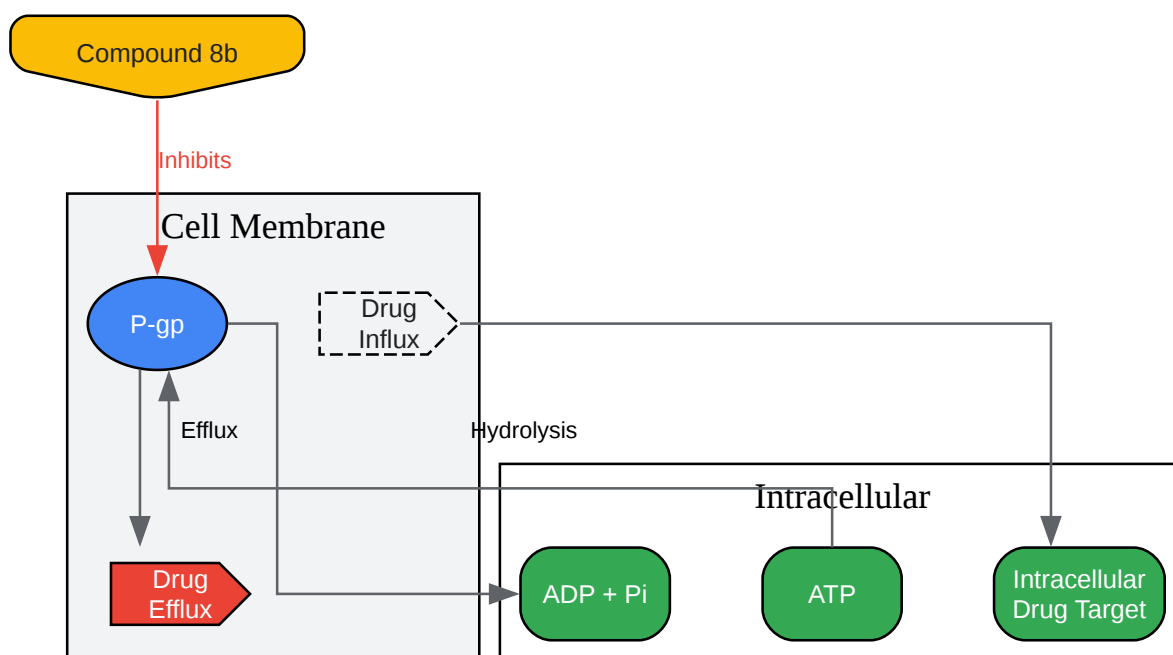 Compound 8b
Inhibits
Cell Membrane
P-gp
Drug
Influx
Efflux
Hydrolysis
Intracellular
Drug
Efflux
ADP + Pi
ATP
Intracellular
Drug Target